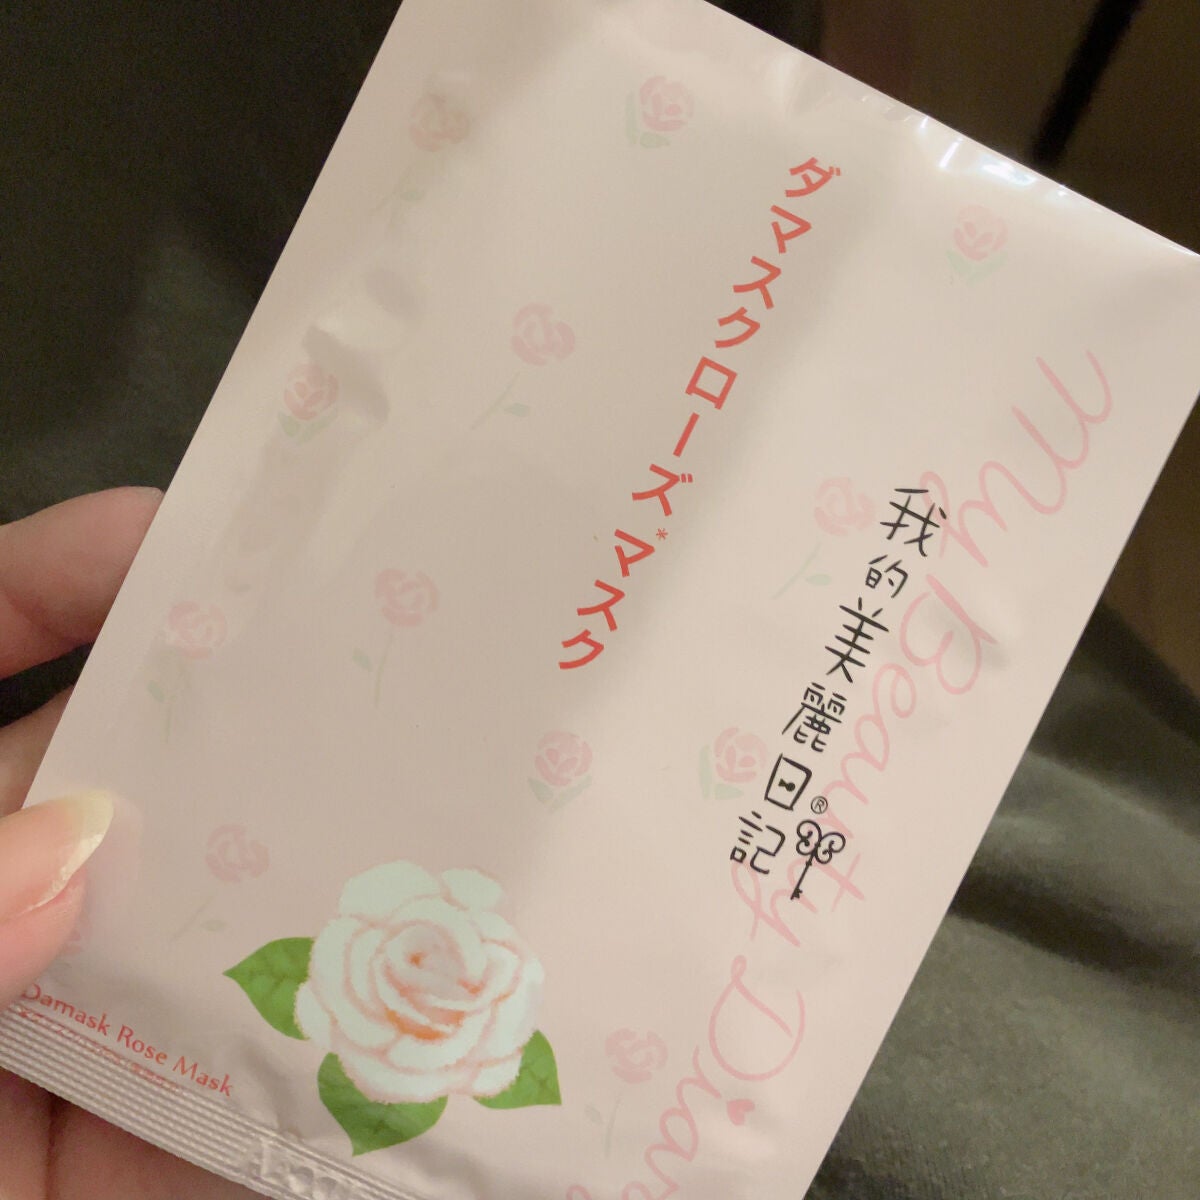 ダマスクローズ*マスク
我的美麗日記®
My Beauty Diary
Damask Rose Mask